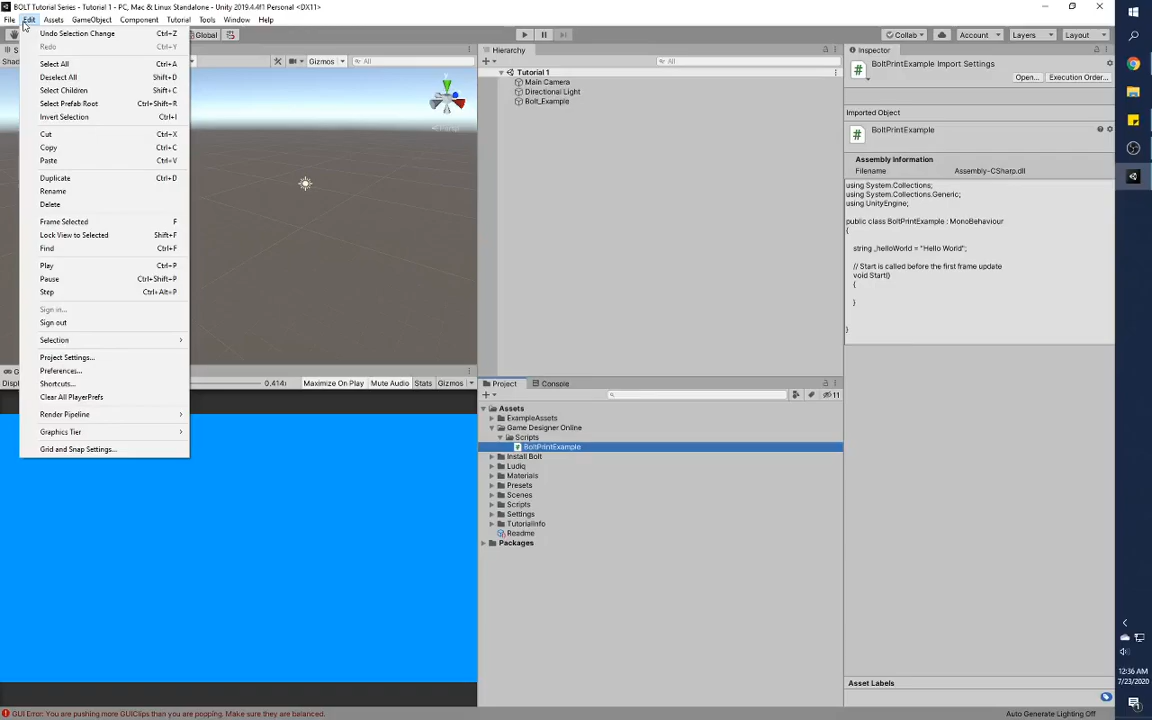 BOLT Tutorial Series - Tutorial 1 - PC, Mac & Linux Standalone - Unity 2019.4.4f1 Personal <DX11>
File Edit Assets GameObject Component Tutorial Tools Window Help
Global Collab Account Layers Layout
Undo Selection Change Ctrl+Z
Redo Ctrl+Y
Select All Ctrl+A
Deselect All Shift+D
Select Children Shift+C
Select Prefab Root Ctrl+Shift+R
Invert Selection Ctrl+I
Cut Ctrl+X
Copy Ctrl+C
Paste Ctrl+V
Duplicate Ctrl+D
Rename
Delete
Frame Selected F
Lock View to Selected Shift+F
Find Ctrl+F
Play Ctrl+P
Pause Ctrl+Shift+P
Step Ctrl+Alt+P
Sign in...
Sign out
Selection
Project Settings...
Preferences...
Shortcuts...
Clear All PlayerPrefs
Render Pipeline
Graphics Tier
Grid and Snap Settings...
Gizmos All
y
0.414 Maximize On Play Mute Audio Stats Gizmos
Hierarchy
All
Tutorial 1
Main Camera
Directional Light
Bolt_Example
Project Console
11
Assets
ExampleAssets
Game Designer Online
Scripts
BoltPrintExample
Install Bolt
Ludiq
Materials
Presets
Scenes
Scripts
Settings
TutorialInfo
Readme
Packages
Inspector
BoltPrintExample Import Settings
Open... Execution Order...
Imported Object
BoltPrintExample
Assembly Information
Filename Assembly-CSharp.dll
using System.Collections;
using System.Collections.Generic;
using UnityEngine;
public class BoltPrintExample : MonoBehaviour
{
string _helloWorld = "Hello World";
// Start is called before the first frame update
void Start()
{
}
}
Asset Labels
GUI Error: You are pushing more GUIClips than you are popping. Make sure they are balanced.
Auto Generate Lighting Off
12:36 AM
7/23/2020